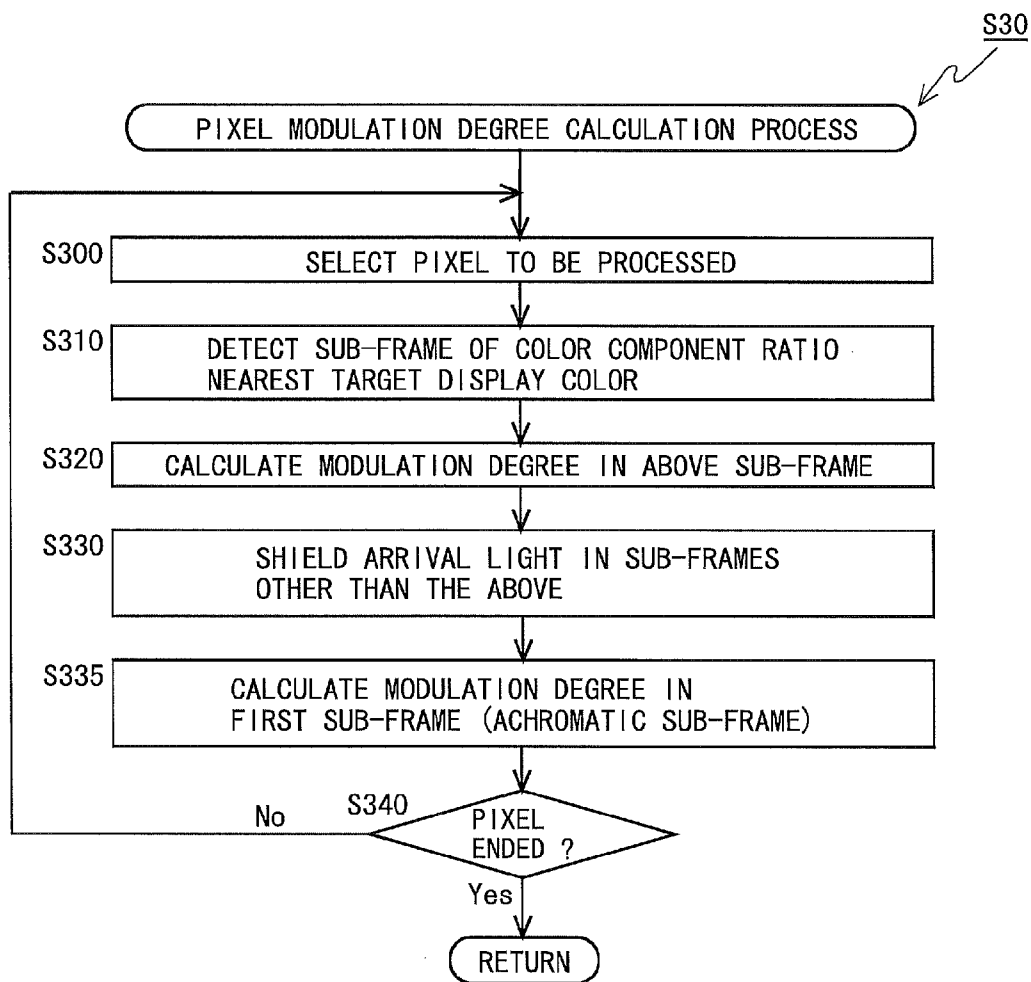 S30
PIXEL MODULATION DEGREE CALCULATION PROCESS
S300
SELECT PIXEL TO BE PROCESSED
S310
DETECT SUB-FRAME OF COLOR COMPONENT RATIO
NEAREST TARGET DISPLAY COLOR
S320
CALCULATE MODULATION DEGREE IN ABOVE SUB-FRAME
S330
SHIELD ARRIVAL LIGHT IN SUB-FRAMES
OTHER THAN THE ABOVE
S335
CALCULATE MODULATION DEGREE IN
FIRST SUB-FRAME (ACHROMATIC SUB-FRAME)
S340
No
PIXEL
ENDED ?
Yes
RETURN